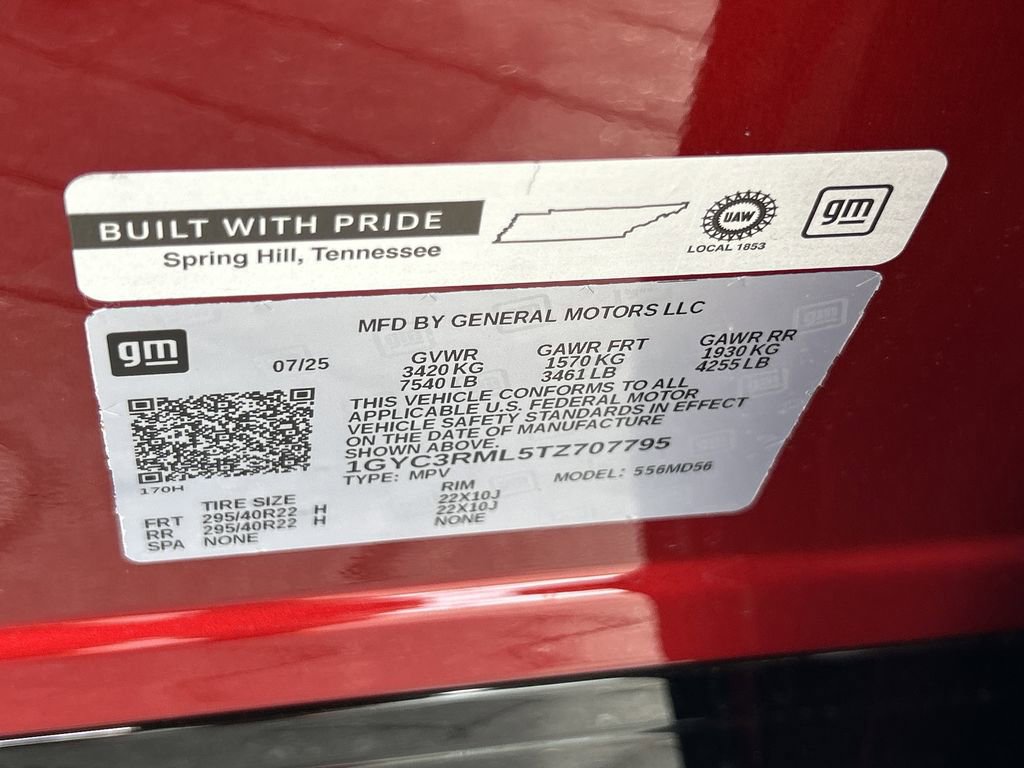 BUILT WITH PRIDE
Spring Hill, Tennessee
UAW
LOCAL 1853
gm
MFD BY GENERAL MOTORS LLC
gm
07/25
GVWR
3420 KG
7540 LB
GAWR FRT
1570 KG
3461 LB
GAWR RR
1930 KG
4255 LB
THIS VEHICLE CONFORMS TO ALL
APPLICABLE U.S. FEDERAL MOTOR
VEHICLE SAFETY STANDARDS IN EFFECT
ON THE DATE OF MANUFACTURE
SHOWN ABOVE.
1GYC3RML5TZ707795
TYPE: MPV MODEL: 556MD56
170H
TIRE SIZE RIM
FRT 295/40R22 H 22X10J
RR 295/40R22 H 22X10J
SPA NONE NONE